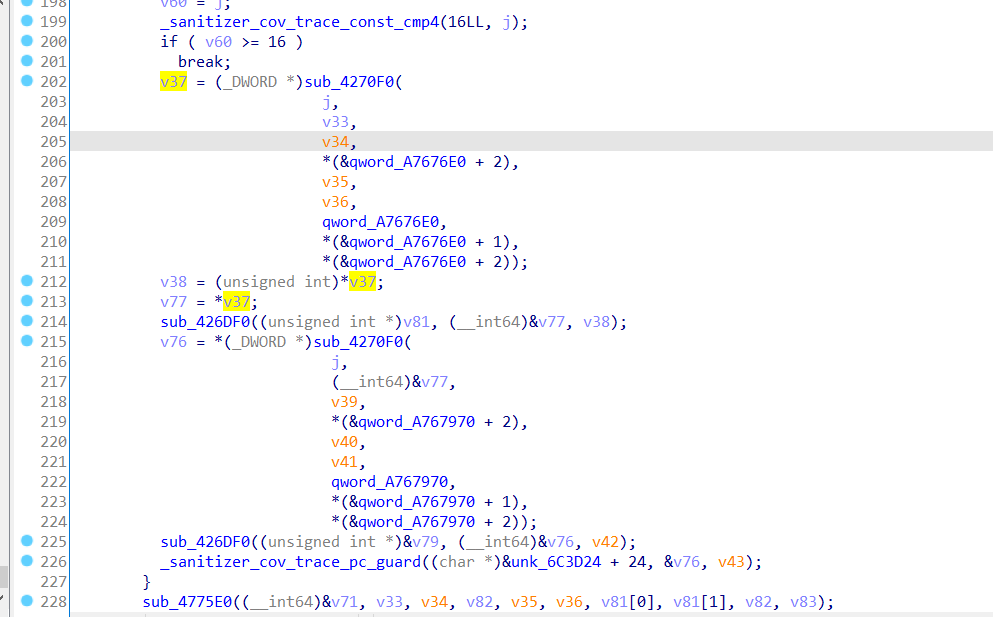 198 v60 = j;
199 _sanitizer_cov_trace_const_cmp4(16LL, j);
200 if ( v60 >= 16 )
201 break;
202 v37 = (_DWORD *)sub_4270F0(
203 j,
204 v33,
205 v34,
206 *(&qword_A7676E0 + 2),
207 v35,
208 v36,
209 qword_A7676E0,
210 *(&qword_A7676E0 + 1),
211 *(&qword_A7676E0 + 2));
212 v38 = (unsigned int)*v37;
213 v77 = *v37;
214 sub_426DF0((unsigned int *)v81, (__int64)&v77, v38);
215 v76 = *(_DWORD *)sub_4270F0(
216 j,
217 (__int64)&v77,
218 v39,
219 *(&qword_A767970 + 2),
220 v40,
221 v41,
222 qword_A767970,
223 *(&qword_A767970 + 1),
224 *(&qword_A767970 + 2));
225 sub_426DF0((unsigned int *)&v79, (__int64)&v76, v42);
226 _sanitizer_cov_trace_pc_guard((char *)&unk_6C3D24 + 24, &v76, v43);
227 }
228 sub_4775E0((__int64)&v71, v33, v34, v82, v35, v36, v81[0], v81[1], v82, v83);